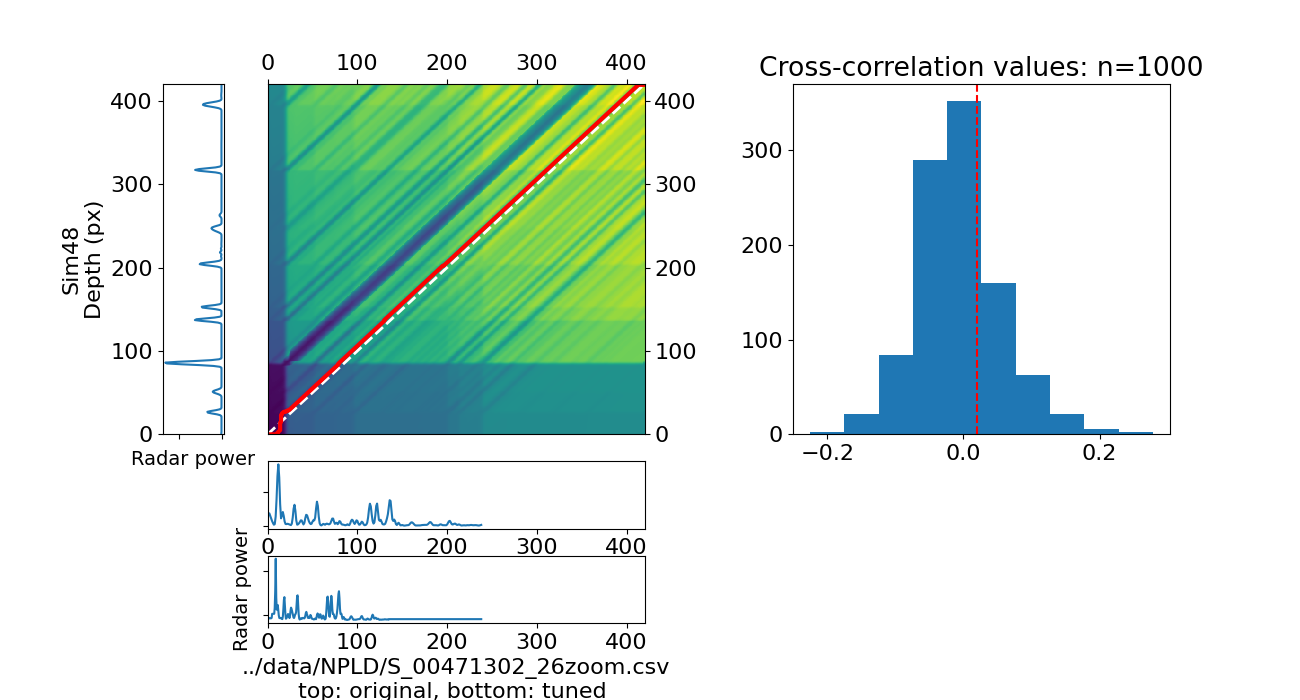 0 100 200 300 400
Cross-correlation values: n=1000
400
300
200
100
0
Sim48
Depth (px)
Radar power
400
300
200
100
0
300
200
100
0
−0.2 0.0 0.2
0 100 200 300 400
Radar power
0 100 200 300 400
../data/NPLD/S_00471302_26zoom.csv
top: original, bottom: tuned